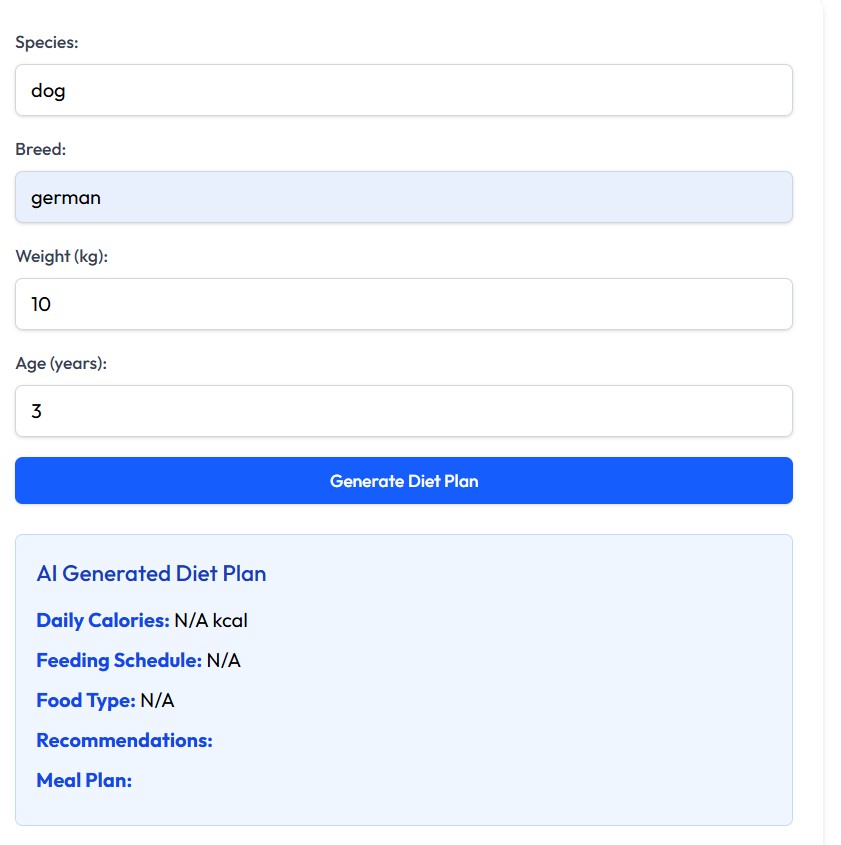 Species:
dog
Breed:
german
Weight (kg):
10
Age (years):
3
Generate Diet Plan
AI Generated Diet Plan
Daily Calories: N/A kcal
Feeding Schedule: N/A
Food Type: N/A
Recommendations:
Meal Plan: